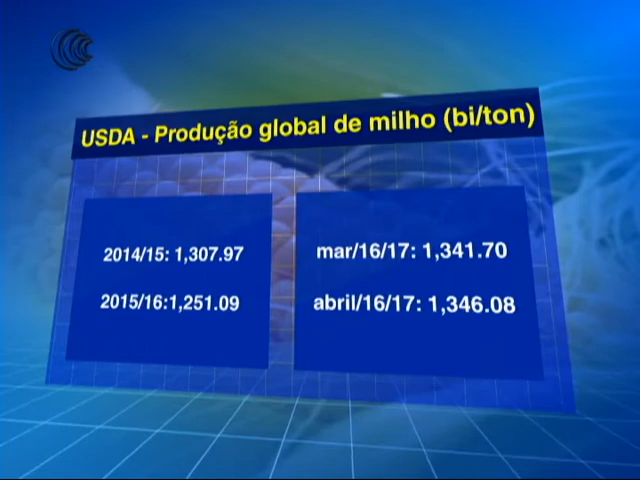 USDA - Produção global de milho (bi/ton)
2014/15: 1,307.97
2015/16:1,251.09
mar/16/17: 1,341.70
abril/16/17: 1,346.08